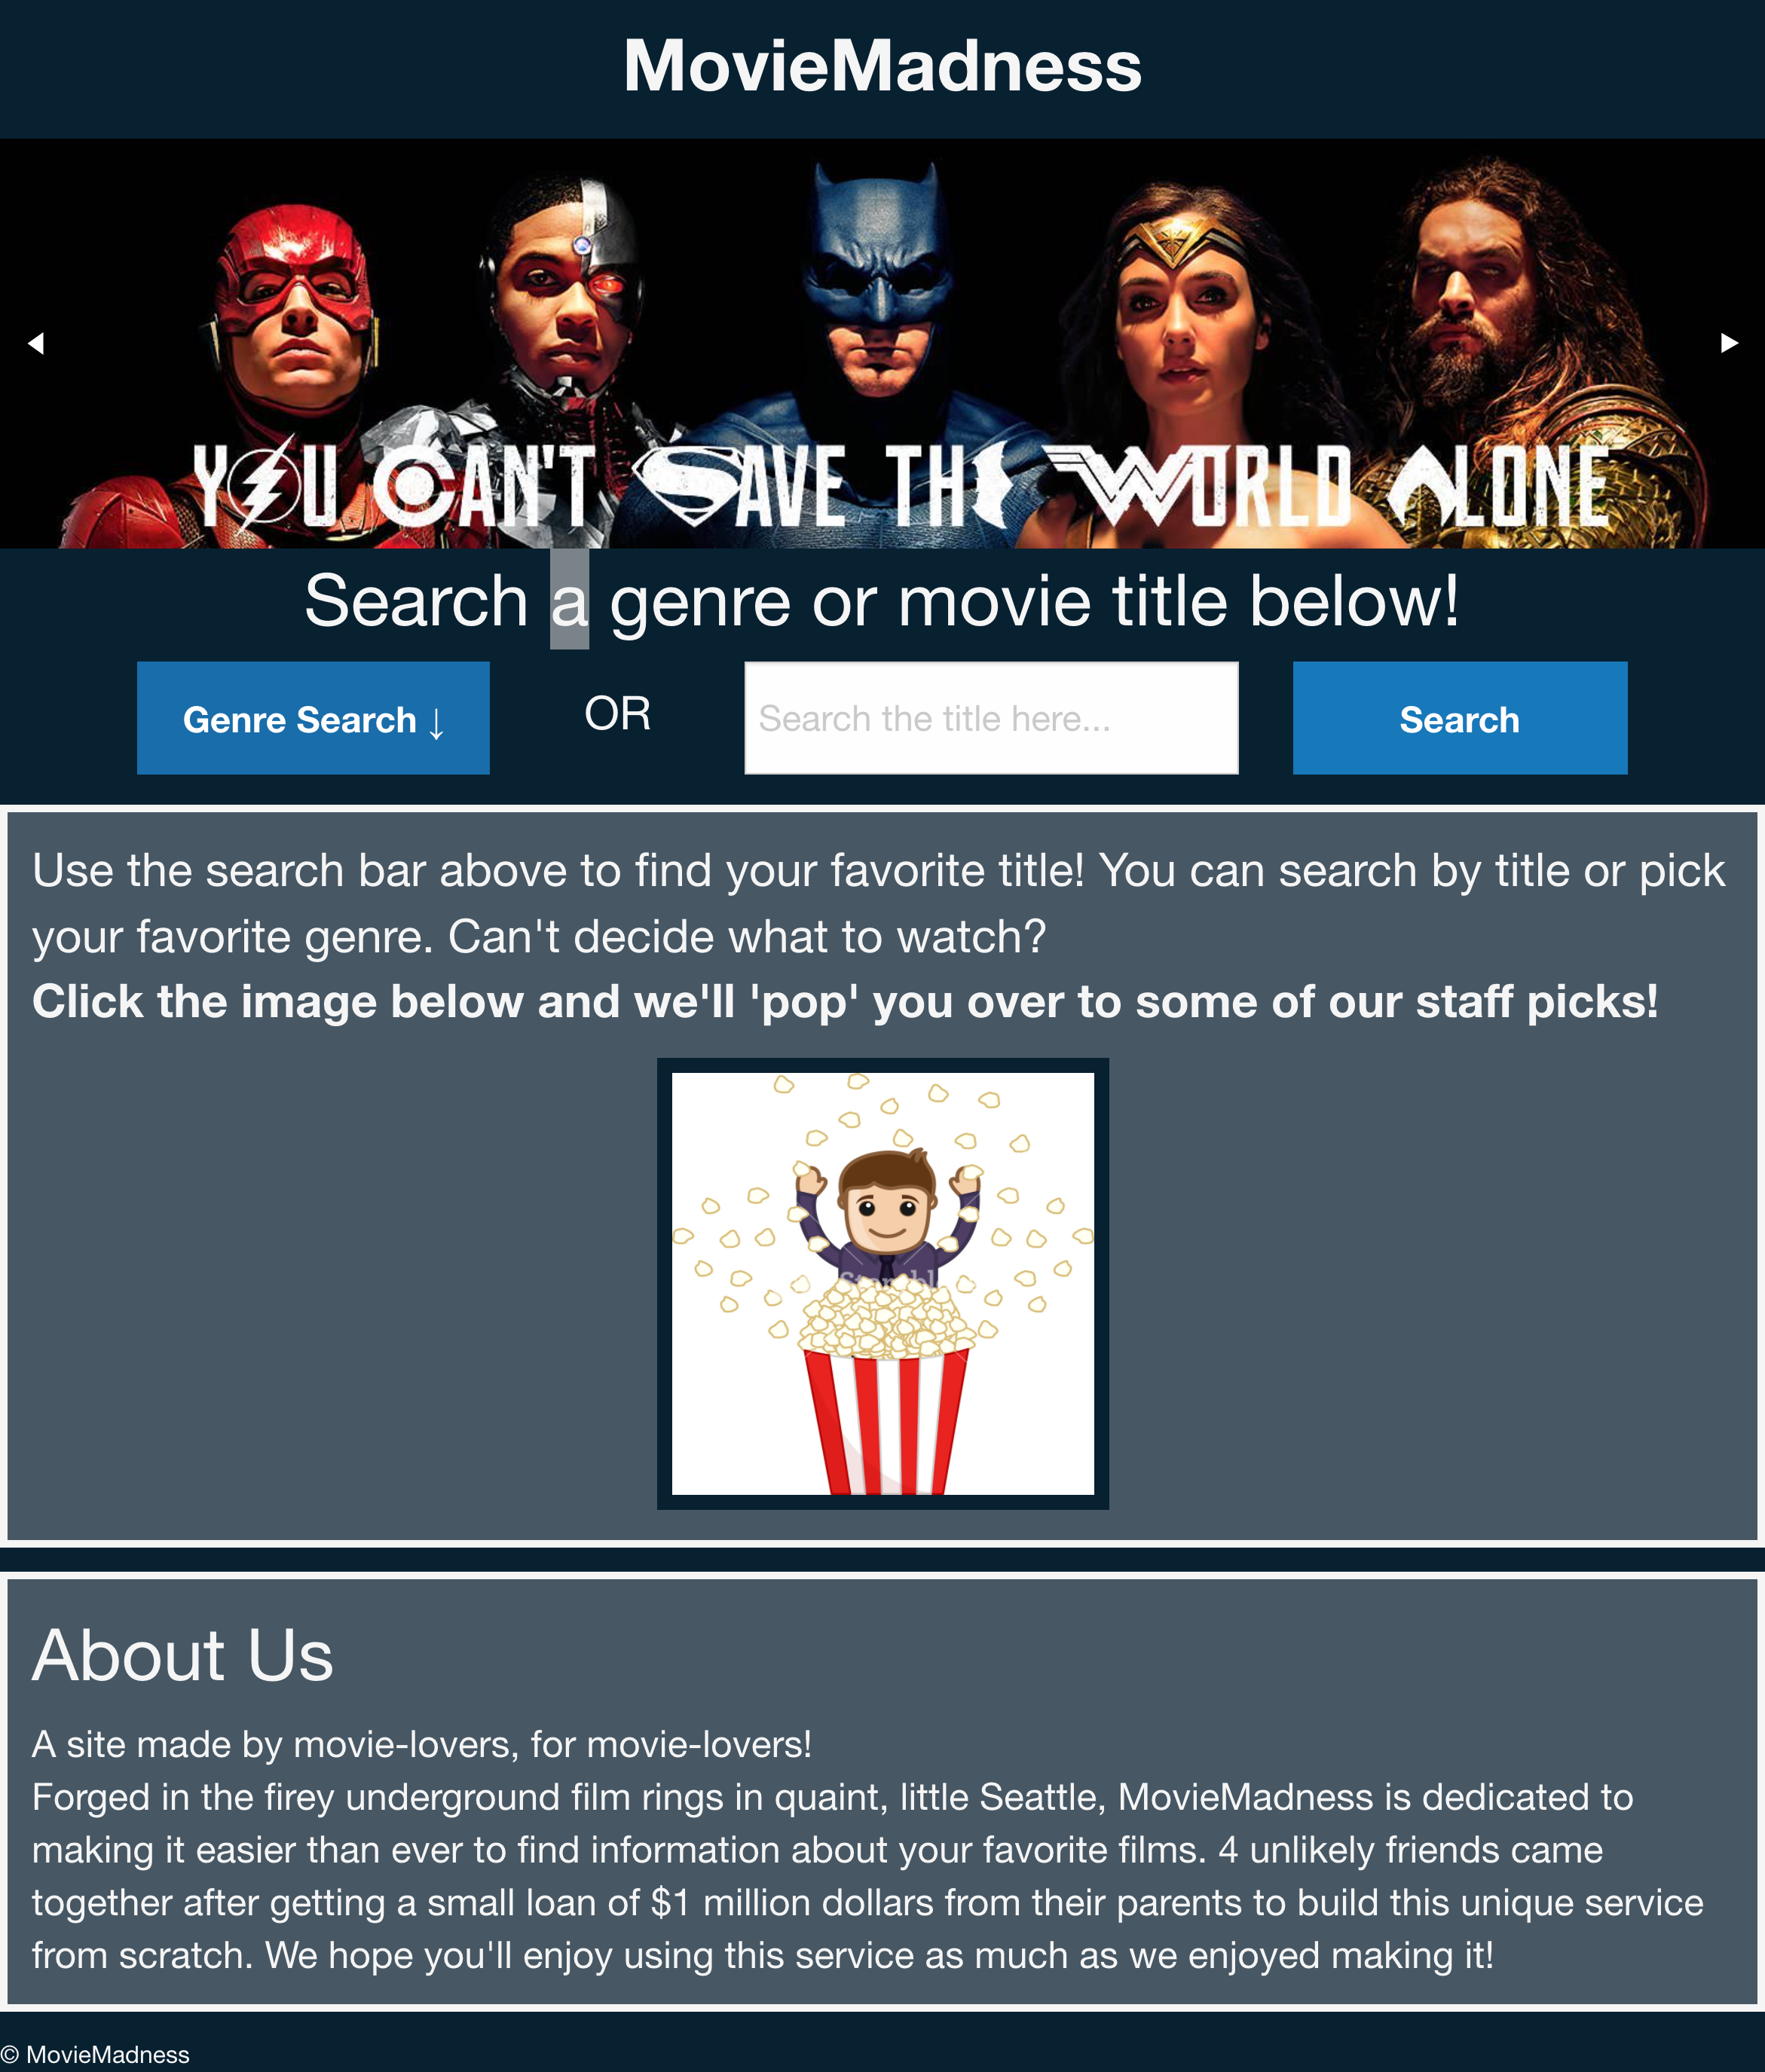 MovieMadness
YOU CAN'T SAVE THE WORLD ALONE
Search a genre or movie title below!
Genre Search ↓
OR
Search the title here...
Search
Use the search bar above to find your favorite title! You can search by title or pick
your favorite genre. Can't decide what to watch?
Click the image below and we'll 'pop' you over to some of our staff picks!
About Us
A site made by movie-lovers, for movie-lovers!
Forged in the firey underground film rings in quaint, little Seattle, MovieMadness is dedicated to
making it easier than ever to find information about your favorite films. 4 unlikely friends came
together after getting a small loan of $1 million dollars from their parents to build this unique service
from scratch. We hope you'll enjoy using this service as much as we enjoyed making it!
© MovieMadness